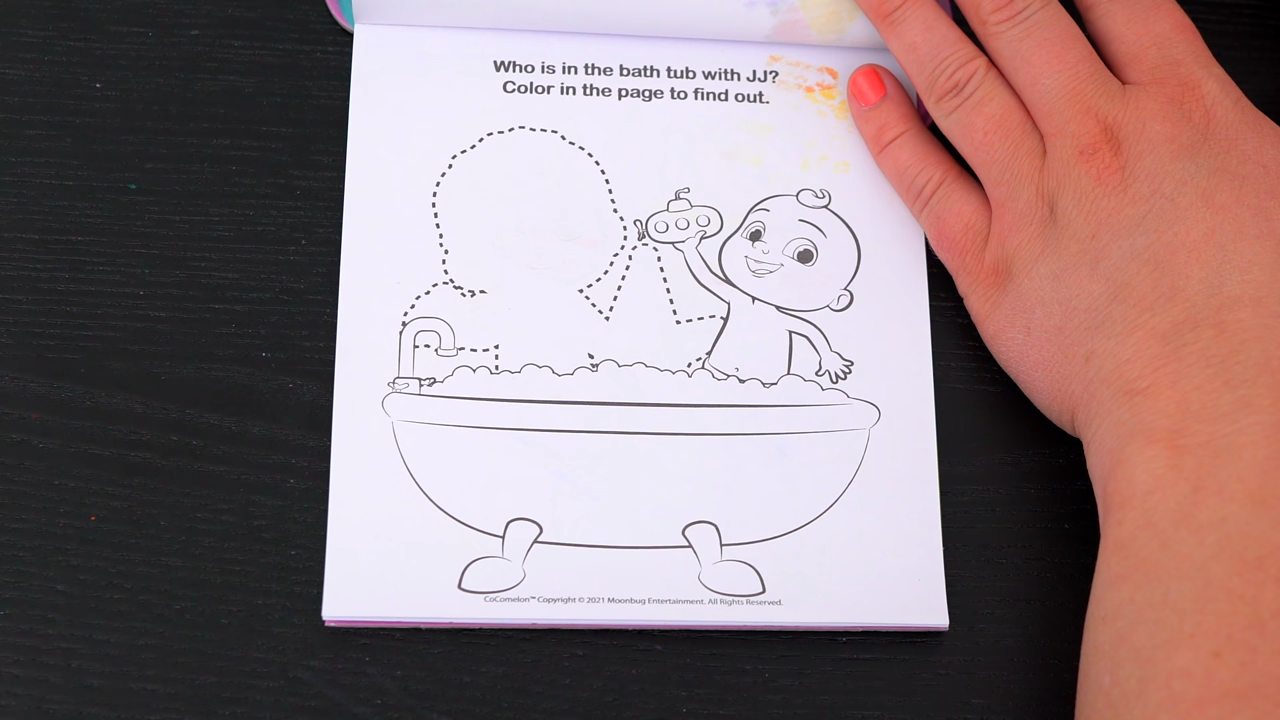 Who is in the bath tub with JJ?
Color in the page to find out.
CoComelon™ Copyright © 2021 Moonbug Entertainment. All Rights Reserved.